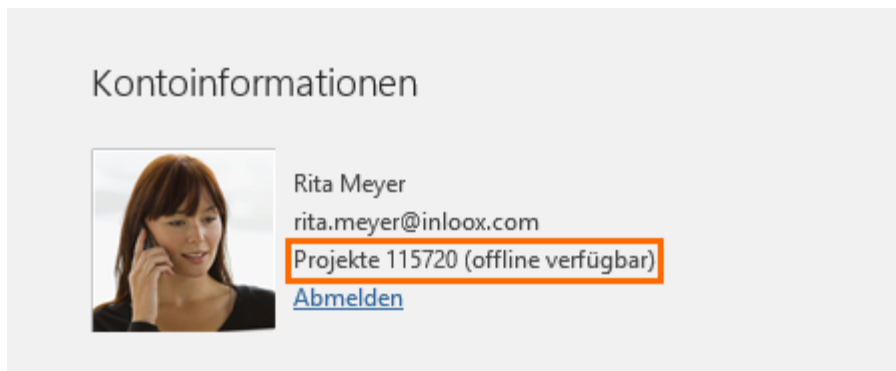 Kontoinformationen
Rita Meyer
rita.meyer@inloox.com
Projekte 115720 (offline verfügbar)
Abmelden